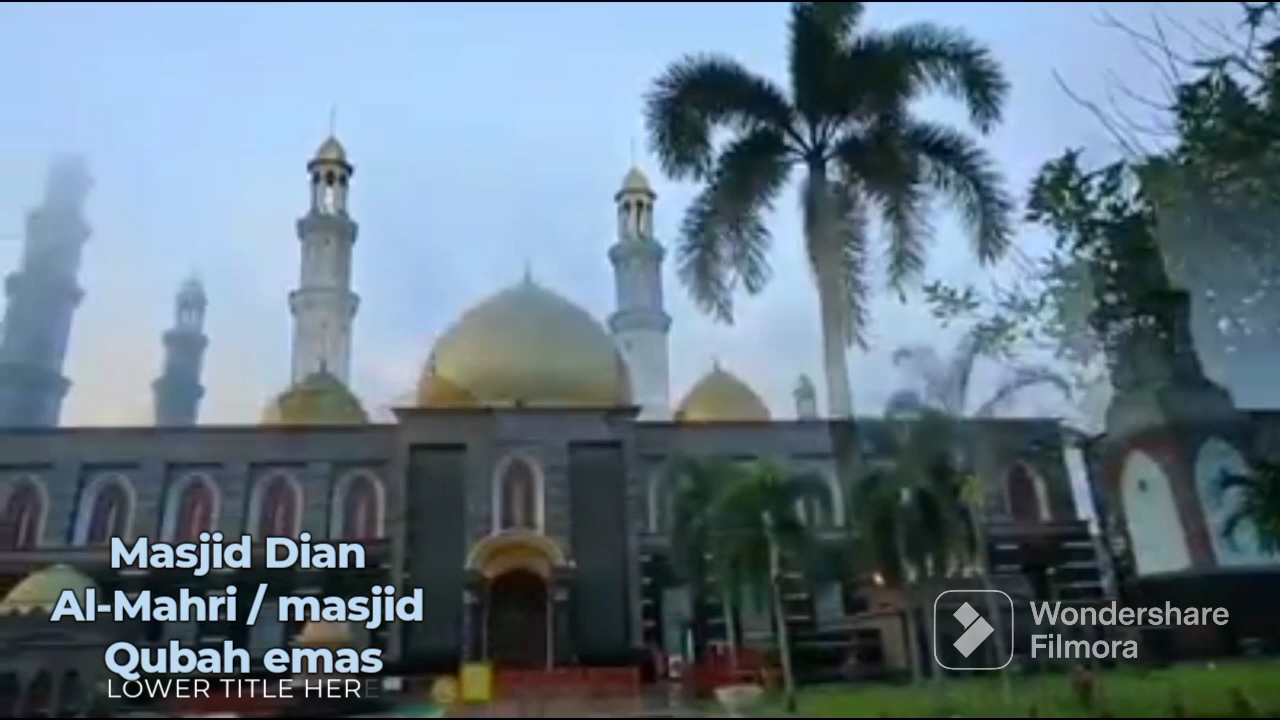 Masjid Dian
Al-Mahri / masjid
Qubah emas
LOWER TITLE HERE
Wondershare
Filmora